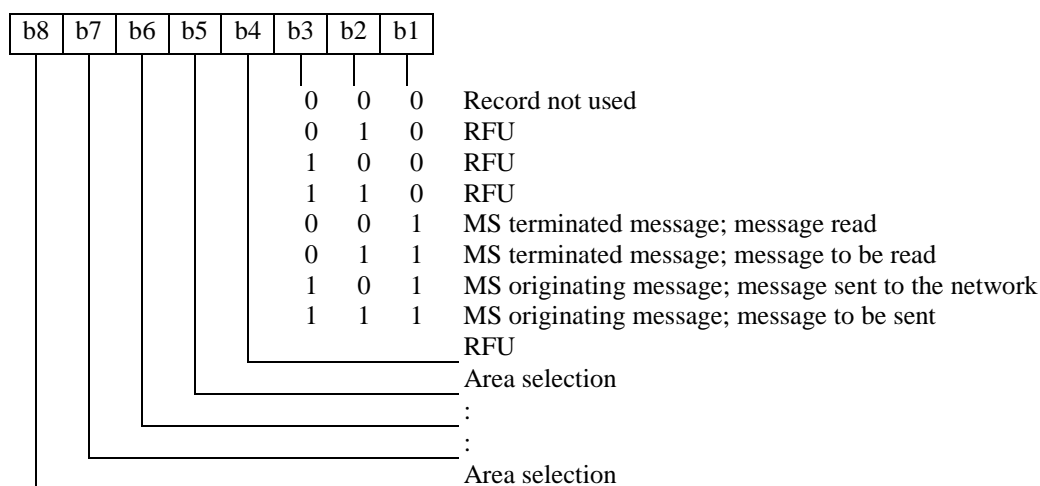 b8 b7 b6 b5 b4 b3 b2 b1
0 0 0 Record not used
0 1 0 RFU
1 0 0 RFU
1 1 0 RFU
0 0 1 MS terminated message; message read
0 1 1 MS terminated message; message to be read
1 0 1 MS originating message; message sent to the network
1 1 1 MS originating message; message to be sent
RFU
Area selection
:
:
Area selection